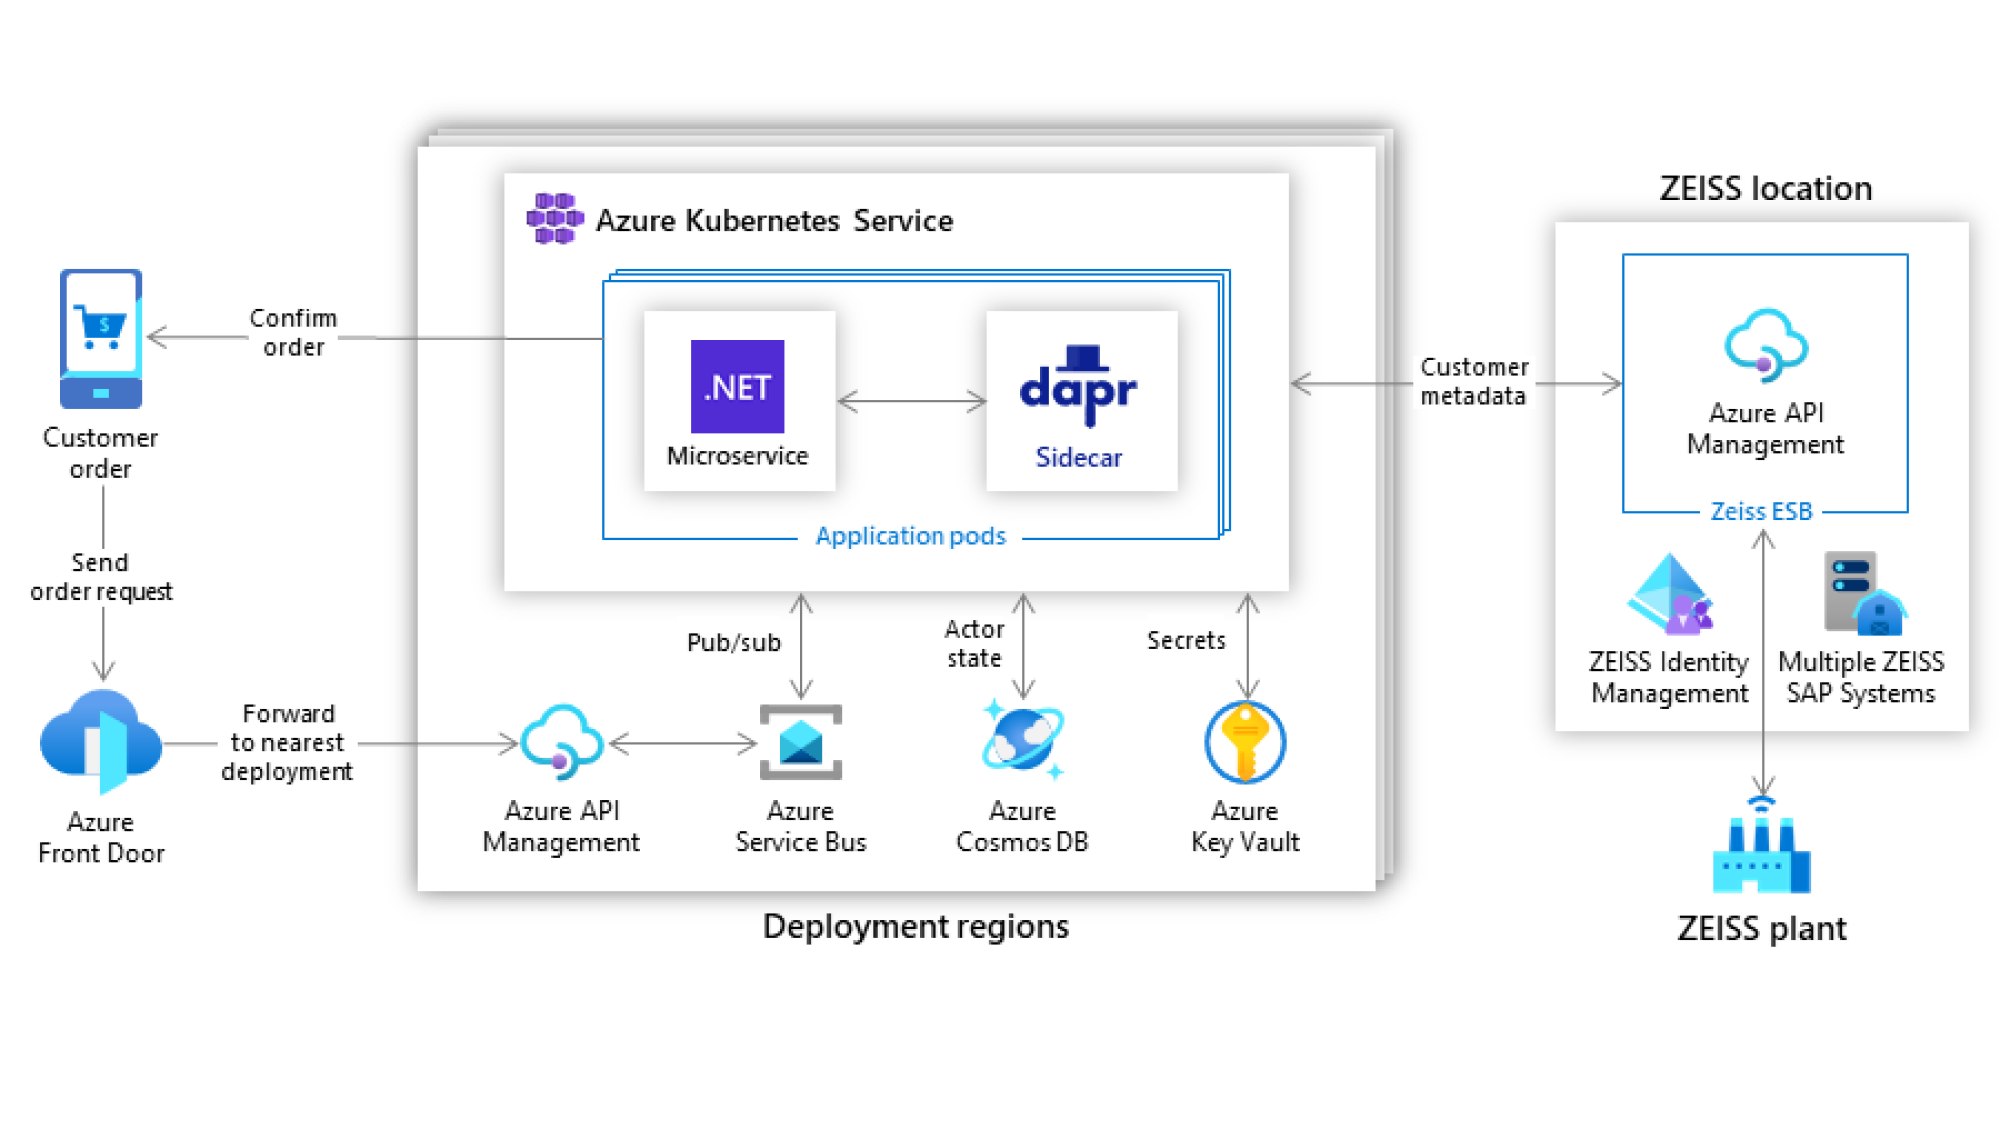 Azure Kubernetes Service
.NET
Microservice
dapr
Sidecar
Application pods
Confirm
order
$
Customer
order
Send
order request
Azure
Front Door
Forward
to nearest
deployment
Pub/sub
Actor
state
Secrets
Azure API
Management
Azure
Service Bus
Azure
Cosmos DB
Azure
Key Vault
Deployment regions
Customer
metadata
ZEISS location
Azure API
Management
Zeiss ESB
ZEISS Identity
Management
Multiple ZEISS
SAP Systems
ZEISS plant